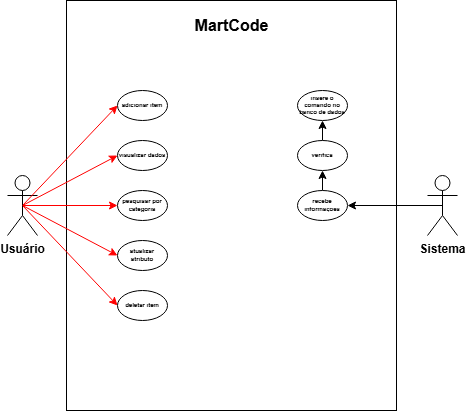 MartCode
adicionar item
visualizar dados
pesquisar por
categoria
atualizar
atributo
deletar item
insere o
comando no
banco de dados
verifica
recebe
informações
Usuário
Sistema